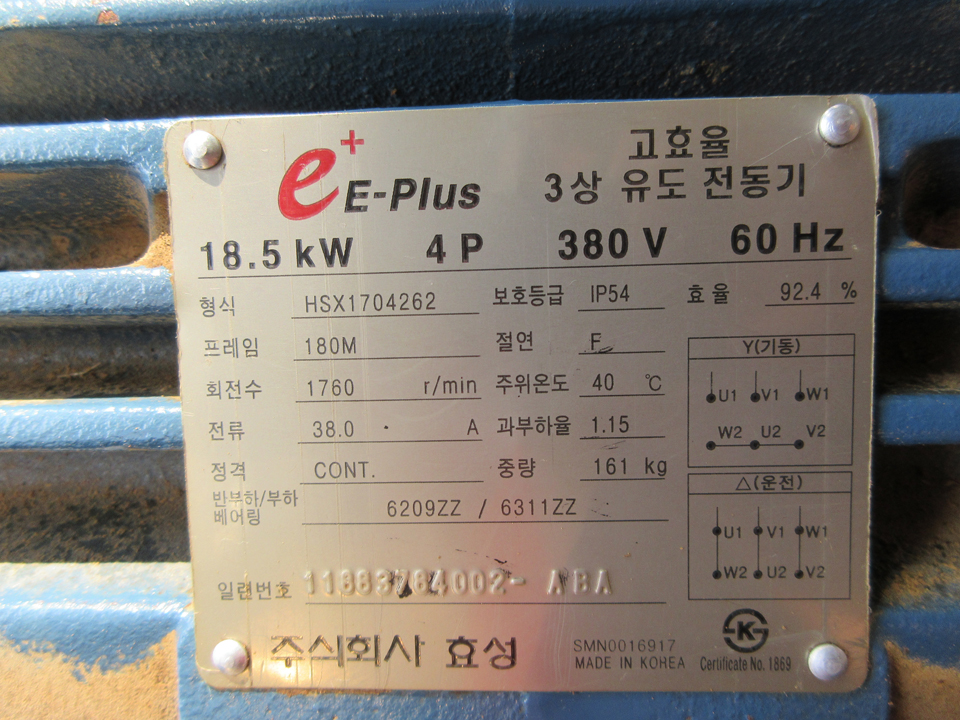 e+ E-Plus
고효율
3상 유도 전동기
18.5 kW 4 P 380 V 60 Hz
형식 HSX1704262 보호등급 IP54 효율 92.4 %
프레임 180M 절연 F
회전수 1760 r/min 주위온도 40 ℃
전류 38.0 A 과부하율 1.15
정격 CONT. 중량 161 kg
반부하/부하
베어링 6209ZZ / 6311ZZ
일련번호 - ABA
Y(기동)
U1 V1 W1
W2 U2 V2
△(운전)
U1 V1 W1
W2 U2 V2
주식회사 효성
SMN0016917
MADE IN KOREA
K
Certificate No. 1869